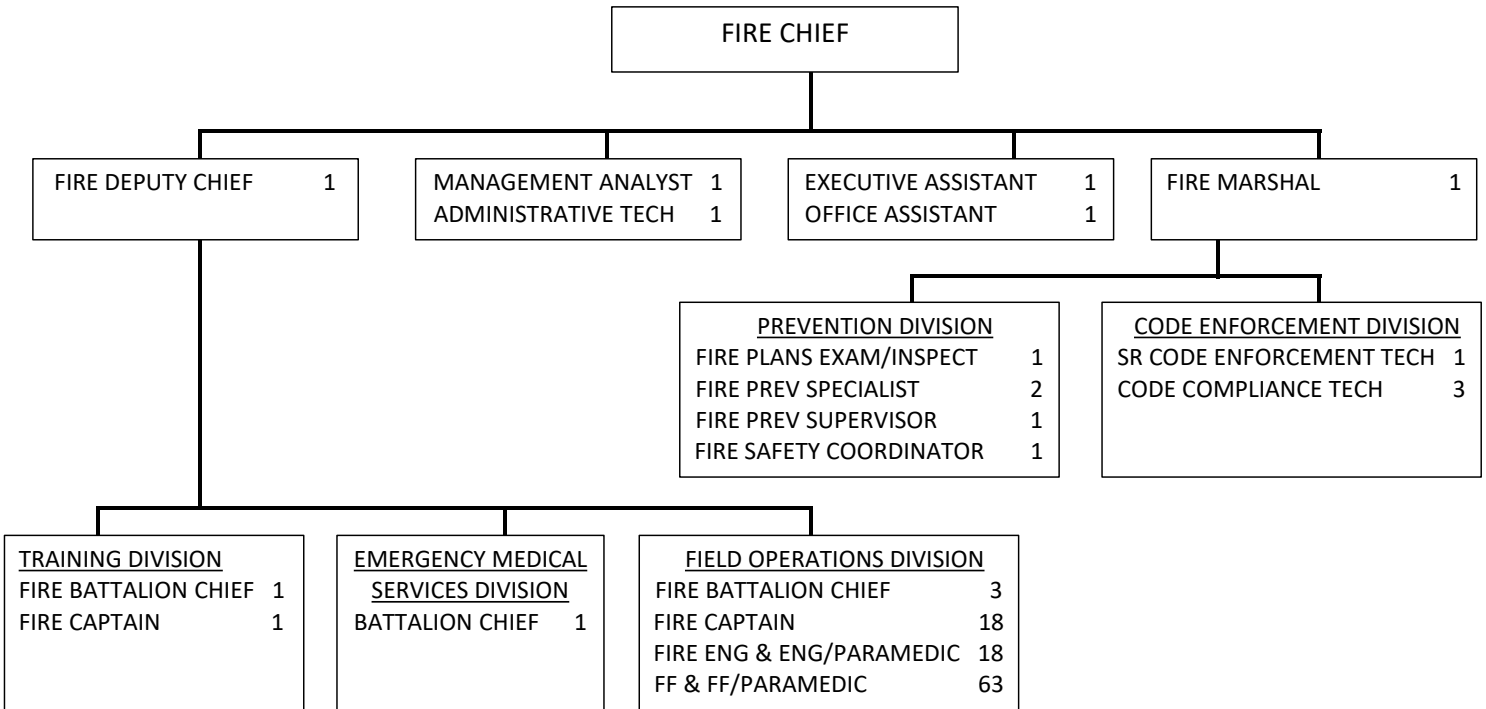 FIRE CHIEF
FIRE DEPUTY CHIEF 1
MANAGEMENT ANALYST 1
ADMINISTRATIVE TECH 1
EXECUTIVE ASSISTANT 1
OFFICE ASSISTANT 1
FIRE MARSHAL 1
PREVENTION DIVISION
FIRE PLANS EXAM/INSPECT 1
FIRE PREV SPECIALIST 2
FIRE PREV SUPERVISOR 1
FIRE SAFETY COORDINATOR 1
CODE ENFORCEMENT DIVISION
SR CODE ENFORCEMENT TECH 1
CODE COMPLIANCE TECH 3
TRAINING DIVISION
FIRE BATTALION CHIEF 1
FIRE CAPTAIN 1
EMERGENCY MEDICAL
SERVICES DIVISION
BATTALION CHIEF 1
FIELD OPERATIONS DIVISION
FIRE BATTALION CHIEF 3
FIRE CAPTAIN 18
FIRE ENG & ENG/PARAMEDIC 18
FF & FF/PARAMEDIC 63